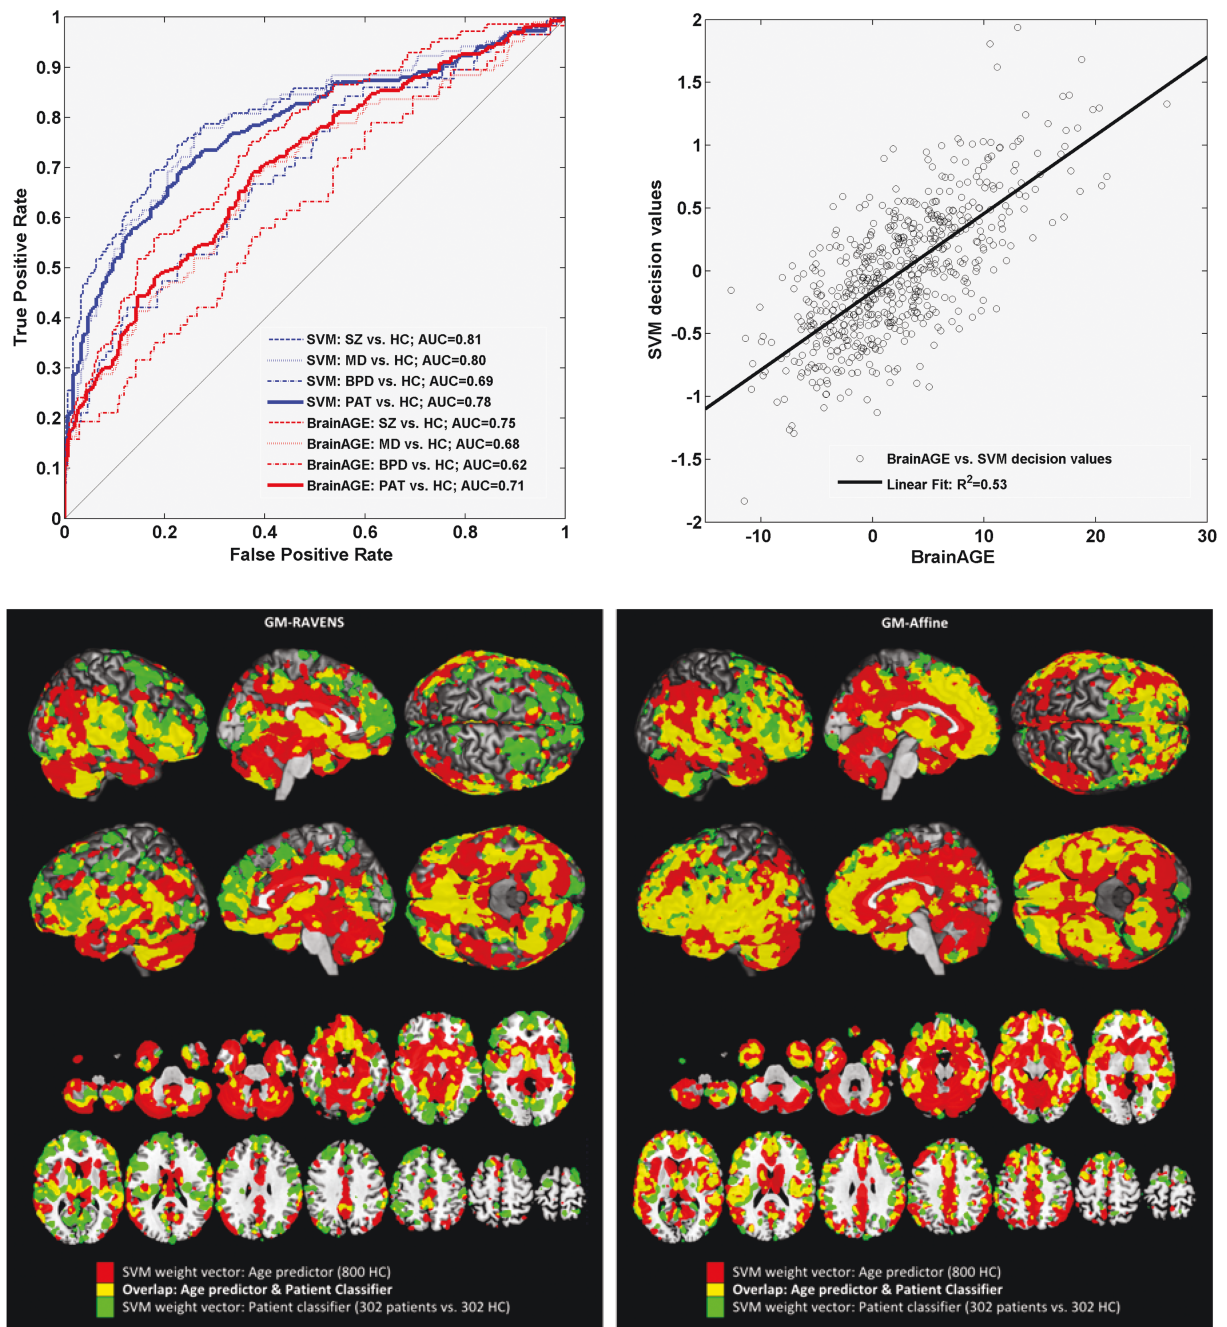 1
0.9
0.8
0.7
0.6
0.5
0.4
0.3
0.2
0.1
0
True Positive Rate
SVM: SZ vs. HC; AUC=0.81
SVM: MD vs. HC; AUC=0.80
SVM: BPD vs. HC; AUC=0.69
SVM: PAT vs. HC; AUC=0.78
BrainAGE: SZ vs. HC; AUC=0.75
BrainAGE: MD vs. HC; AUC=0.68
BrainAGE: BPD vs. HC; AUC=0.62
BrainAGE: PAT vs. HC; AUC=0.71
0 0.2 0.4 0.6 0.8 1
False Positive Rate
2
1.5
1
0.5
0
-0.5
-1
-1.5
-2
SVM decision values
BrainAGE vs. SVM decision values
Linear Fit: R²=0.53
-10 0 10 20 30
BrainAGE
GM-RAVENS
SVM weight vector: Age predictor (800 HC)
Overlap: Age predictor & Patient Classifier
SVM weight vector: Patient classifier (302 patients vs. 302 HC)
GM-Affine
SVM weight vector: Age predictor (800 HC)
Overlap: Age predictor & Patient Classifier
SVM weight vector: Patient classifier (302 patients vs. 302 HC)